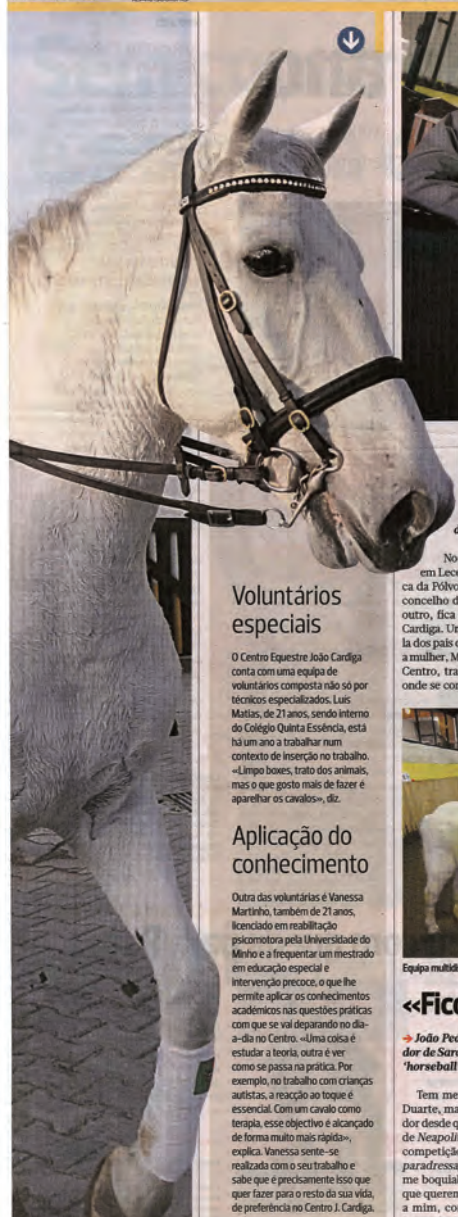 Voluntários
especiais
O Centro Equestre João Cardiga
conta com uma equipa de
voluntários composta não só por
técnicos especializados. Luís
Matias, de 21 anos, sendo interno
do Colégio Quinta Essência, está
há um ano a trabalhar num
contexto de inserção no trabalho.
«Limpo boxes, trato dos animais,
mas o que gosto mais de fazer é
aparelhar os cavalos», diz.
Aplicação do
conhecimento
Outra das voluntárias é Vanessa
Martinho, também de 21 anos,
licenciado em reabilitação
psicomotora pela Universidade do
Minho e a frequentar um mestrado
em educação especial e
intervenção precoce, o que lhe
permite aplicar os conhecimentos
académicos nas questões práticas
com que se vai deparando no dia-
a-dia no Centro. «Uma coisa é
estudar a teoria, outra é ver
como se passa na prática. Por
exemplo, no trabalho com crianças
autistas, a reacção ao toque é
essencial. Com um cavalo como
terapia, esse objectivo é alcançado
de forma muito mais rápida»,
explica. Vanessa sente-se
realizada com o seu trabalho e
sabe que é precisamente isso que
quer fazer para o resto da sua vida,
de preferência no Centro J. Cardiga.
d
No
em Lece
ca da Pólvo
concelho d
outro, fica
Cardiga. Un
la dos pais e
a mulher, M
Centro, tra
onde se con
Equipa multidi
«Fico
→ João Ped
dor de Sara
'horseball
Tem me
Duarte, ma
dor desde q
de Neapolit
competição
paradressa
me boquial
que queren
a mim, con